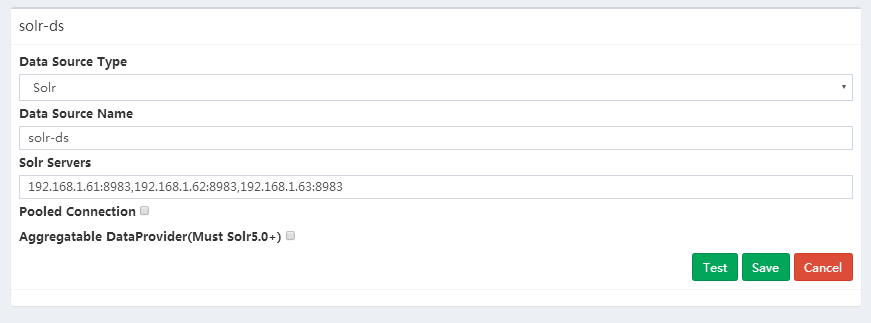 solr-ds
Data Source Type
Solr
Data Source Name
solr-ds
Solr Servers
192.168.1.61:8983,192.168.1.62:8983,192.168.1.63:8983
Pooled Connection
Aggregatable DataProvider(Must Solr5.0+)
Test Save Cancel